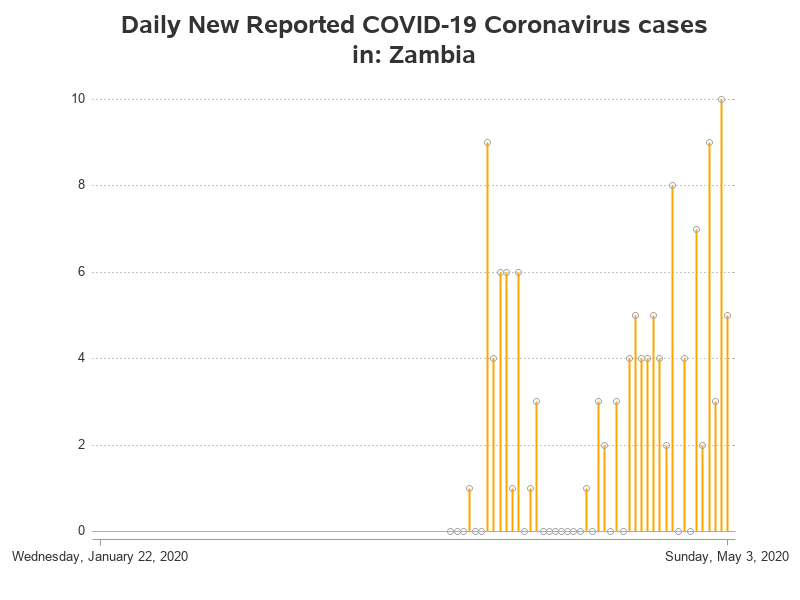 Daily New Reported COVID-19 Coronavirus cases
in: Zambia
10
8
6
4
2
0
Wednesday, January 22, 2020 Sunday, May 3, 2020